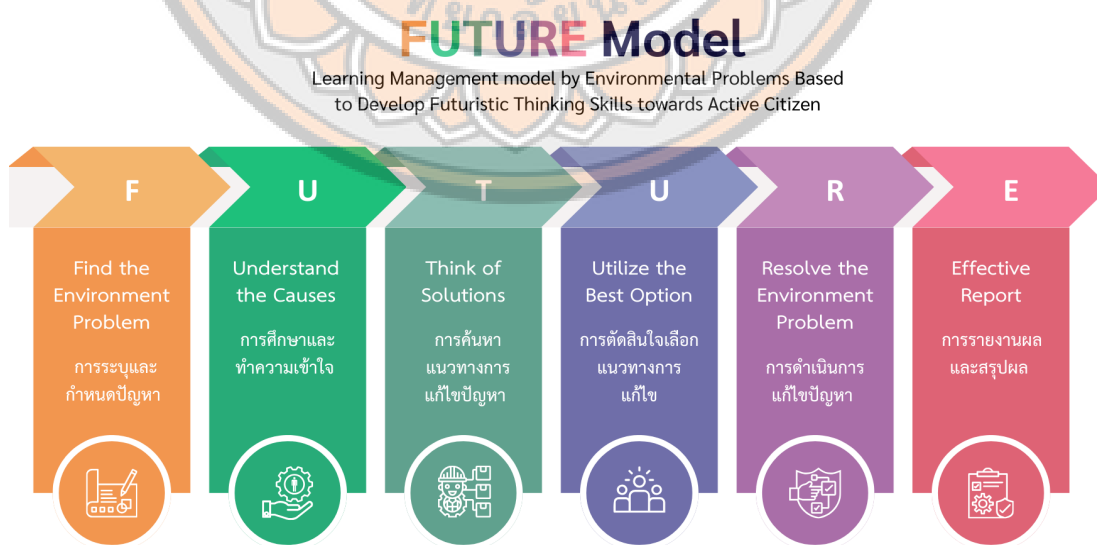 FUTURE Model
Learning Management model by Environmental Problems Based
to Develop Futuristic Thinking Skills towards Active Citizen
F
Find the
Environment
Problem
การระบุและ
กำหนดปัญหา
U
Understand
the Causes
การศึกษาและ
ทำความเข้าใจ
T
Think of
Solutions
การค้นหา
แนวทางการ
แก้ไขปัญหา
U
Utilize the
Best Option
การตัดสินใจเลือก
แนวทางการ
แก้ไข
R
Resolve the
Environment
Problem
การดำเนินการ
แก้ไขปัญหา
E
Effective
Report
การรายงานผล
และสรุปผล